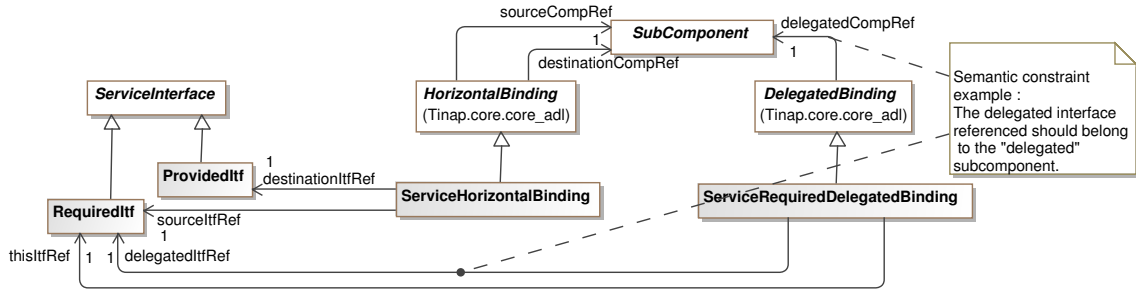 sourceCompRef
delegatedCompRef
SubComponent
1
1
destinationCompRef
ServiceInterface
HorizontalBinding
(Tinap.core.core_adl)
DelegatedBinding
(Tinap.core.core_adl)
Semantic constraint
example :
The delegated interface
referenced should belong
to the "delegated"
subcomponent.
ProvidedItf
1
destinationItfRef
ServiceHorizontalBinding
ServiceRequiredDelegatedBinding
RequiredItf
sourceItfRef
1
thisItfRef
1
1
delegatedItfRef